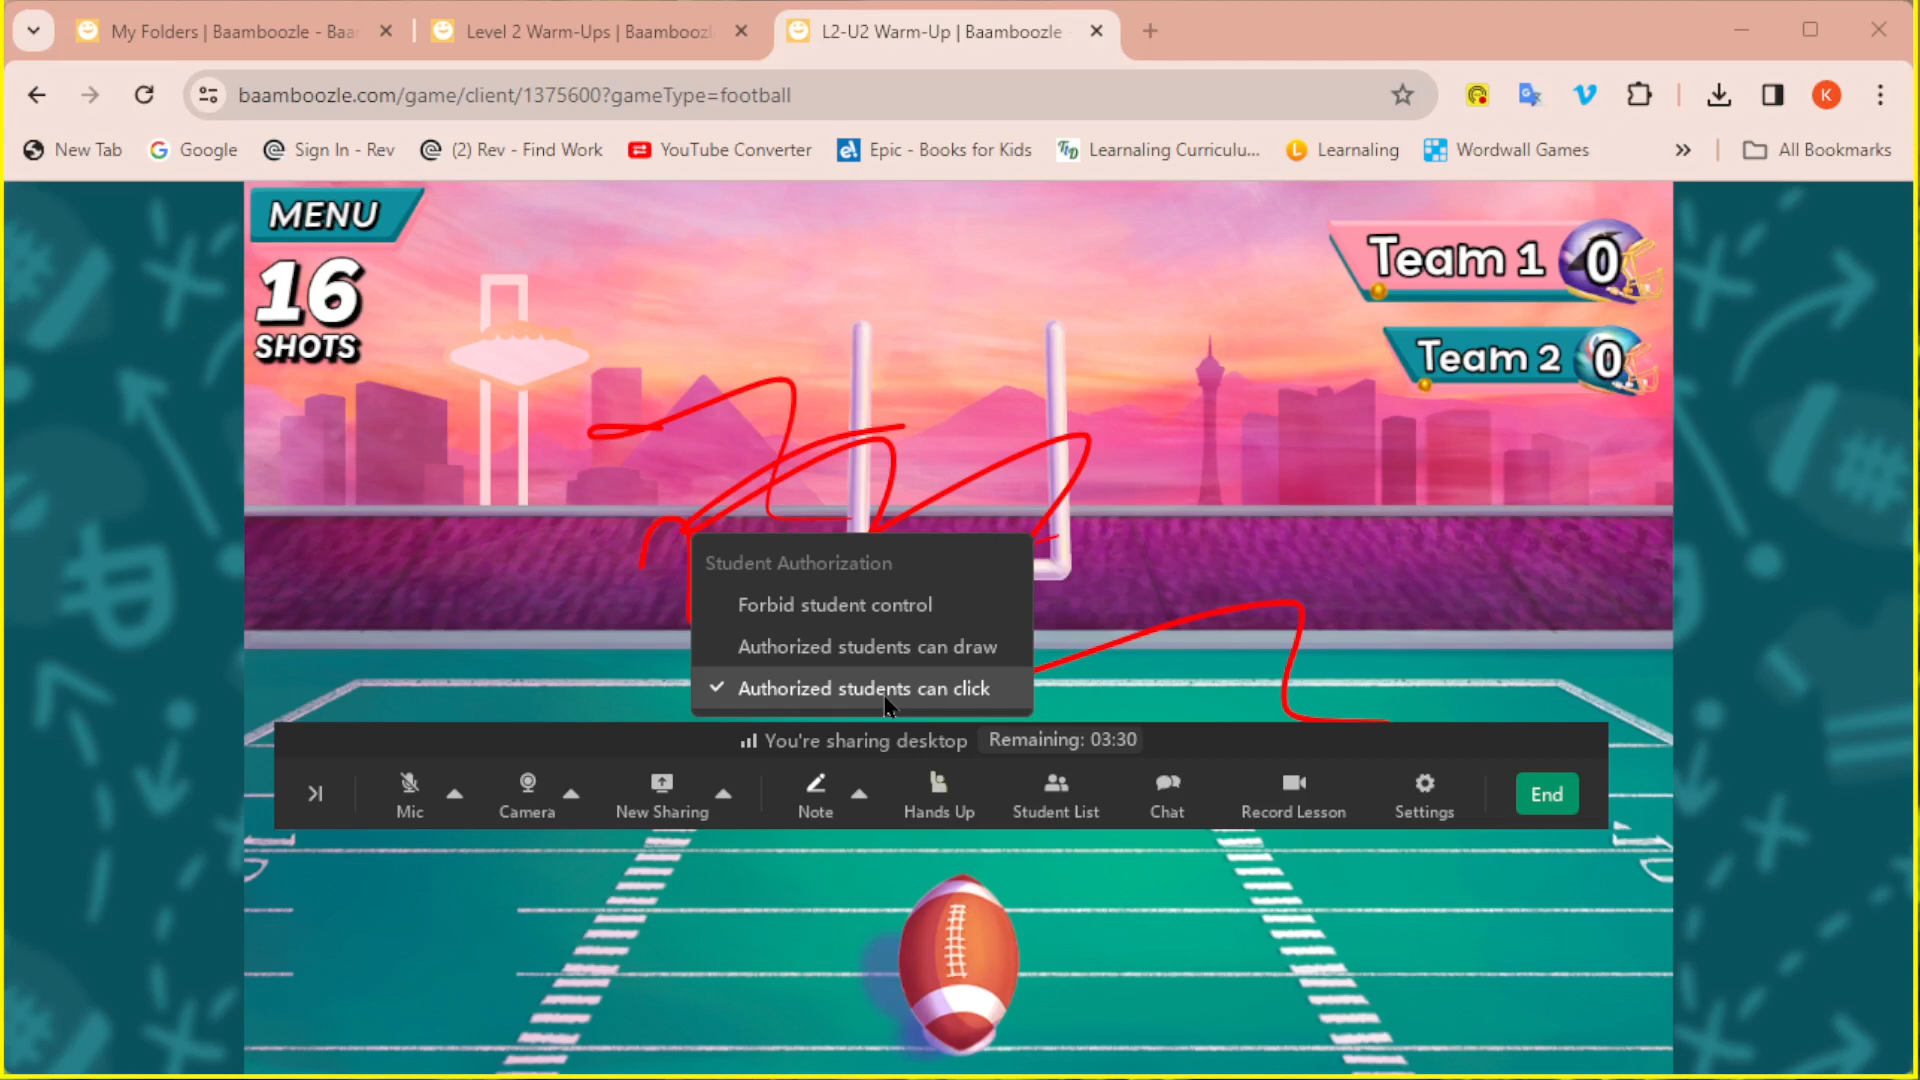 My Folders | Baamboozle - Baa
Level 2 Warm-Ups | Baamboozl
L2-U2 Warm-Up | Baamboozle
baamboozle.com/game/client/1375600?gameType=football
K
New Tab
Google
Sign In - Rev
(2) Rev - Find Work
YouTube Converter
Epic - Books for Kids
Learnaling Curriculu...
Learnaling
Wordwall Games
All Bookmarks
MENU
16
SHOTS
Team 1 0
Team 2 0
Student Authorization
Forbid student control
Authorized students can draw
Authorized students can click
You're sharing desktop Remaining: 03:30
Mic
Camera
New Sharing
Note
Hands Up
Student List
Chat
Record Lesson
Settings
End